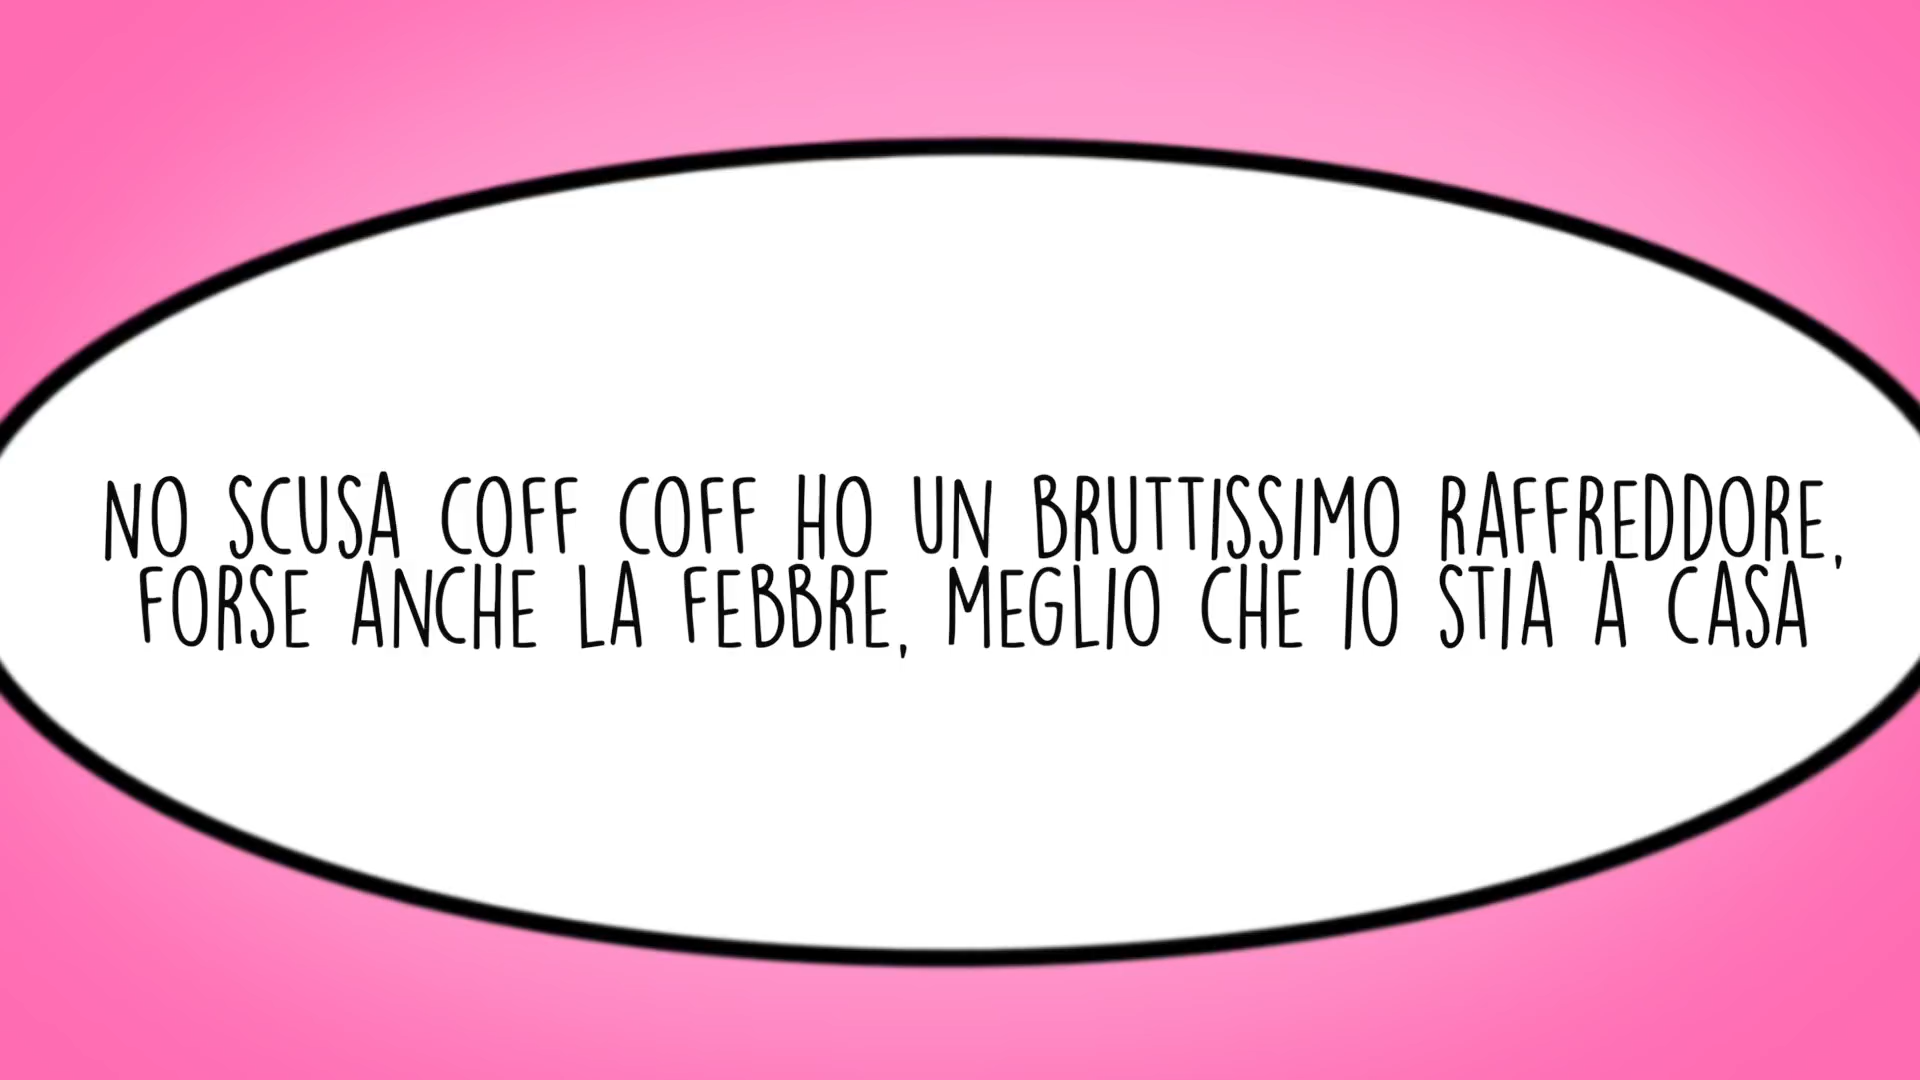 NO SCUSA COFF COFF HO UN BRUTTISSIMO RAFFREDDORE,
FORSE ANCHE LA FEBBRE, MEGLIO CHE IO STIA A CASA